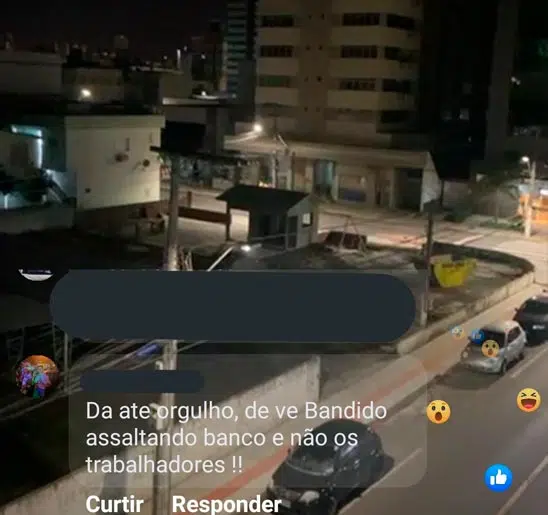 Da ate orgulho, de ve Bandido
assaltando banco e não os
trabalhadores !!
Curtir Responder